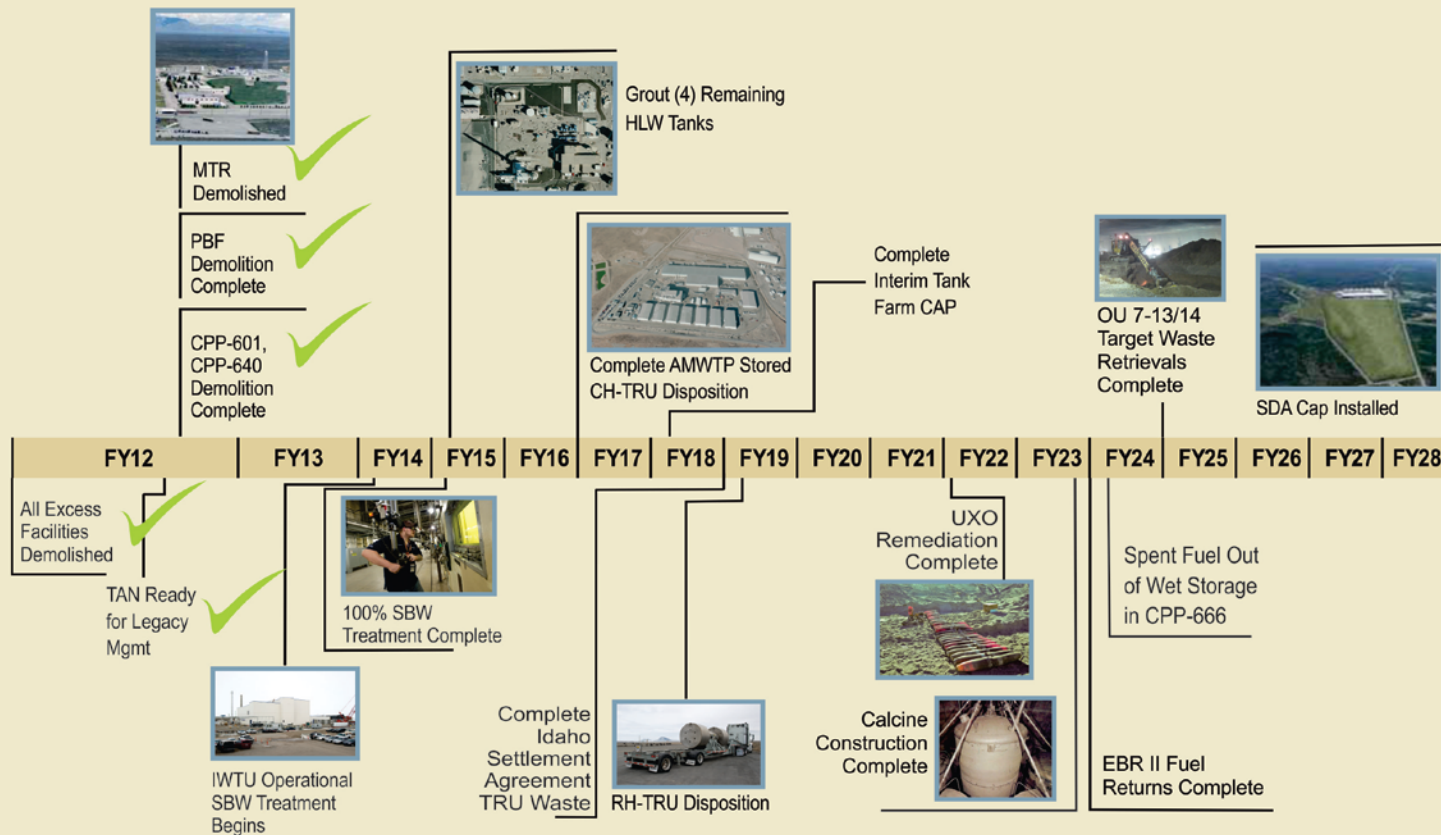 MTR
Demolished
PBF
Demolition
Complete
CPP-601,
CPP-640
Demolition
Complete
Grout (4) Remaining
HLW Tanks
Complete AMWTP Stored
CH-TRU Disposition
Complete
Interim Tank
Farm CAP
OU 7-13/14
Target Waste
Retrievals
Complete
SDA Cap Installed
FY12 FY13 FY14 FY15 FY16 FY17 FY18 FY19 FY20 FY21 FY22 FY23 FY24 FY25 FY26 FY27 FY28
All Excess
Facilities
Demolished
TAN Ready
for Legacy
Mgmt
IWTU Operational
SBW Treatment
Begins
100% SBW
Treatment Complete
Complete
Idaho
Settlement
Agreement
TRU Waste
RH-TRU Disposition
UXO
Remediation
Complete
Calcine
Construction
Complete
Spent Fuel Out
of Wet Storage
in CPP-666
EBR II Fuel
Returns Complete